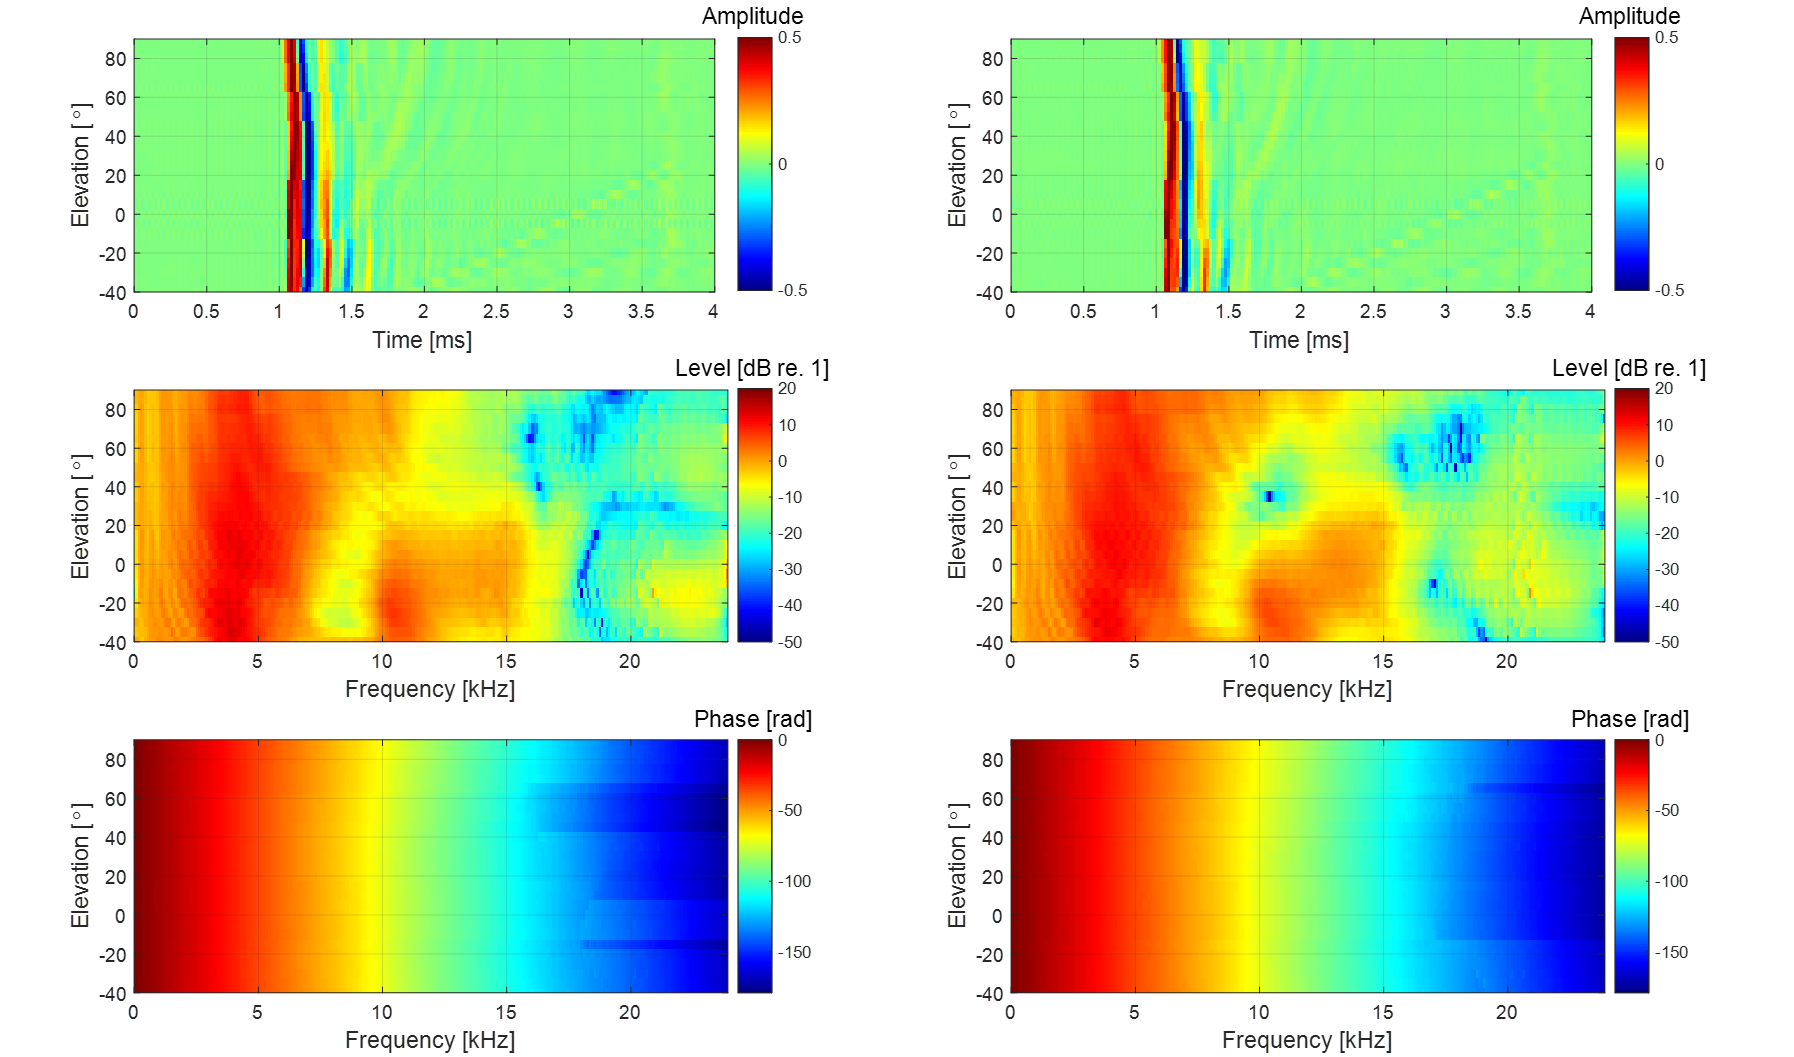 Amplitude Amplitude
0.5 0.5
80 80
60 60
40 40
Elevation [°] 0 Elevation [°] 0
20 20
0 0
-20 -20
-40 -0.5 -40 -0.5
0 0.5 1 1.5 2 2.5 3 3.5 4 0 0.5 1 1.5 2 2.5 3 3.5 4
Time [ms] Time [ms]
Level [dB re. 1] Level [dB re. 1]
20 20
80 80
10 10
60 60
0 0
40 40
-10 -10
Elevation [°] Elevation [°]
20 20
-20 -20
0 0
-30 -30
-20 -20
-40 -40
-40 -50 -40 -50
0 5 10 15 20 0 5 10 15 20
Frequency [kHz] Frequency [kHz]
Phase [rad] Phase [rad]
0 0
80 80
60 60
-50 -50
40 40
Elevation [°] Elevation [°]
20 20
-100 -100
0 0
-20 -20
-150 -150
-40 -40
0 5 10 15 20 0 5 10 15 20
Frequency [kHz] Frequency [kHz]